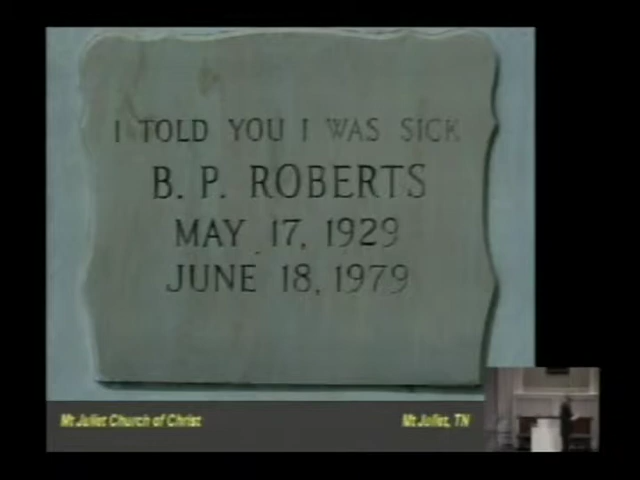 I TOLD YOU I WAS SICK
B. P. ROBERTS
MAY 17, 1929
JUNE 18, 1979
Mt Juliet Church of Christ
Mt Juliet, TN